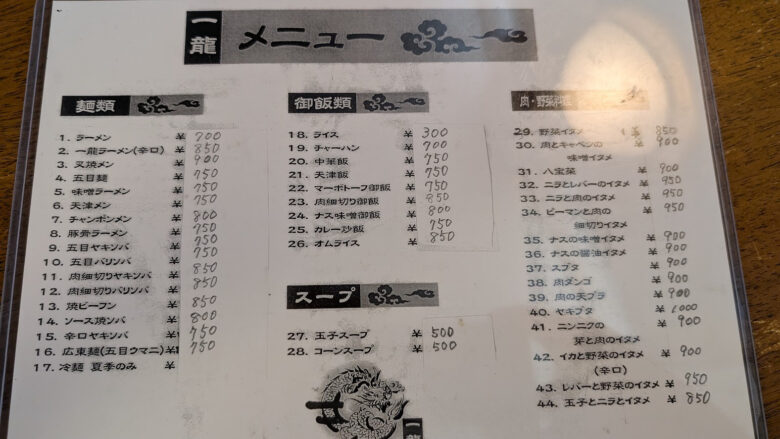 一龍 メニュー
麺類
1. ラーメン ¥ 700
2. 一龍ラーメン(辛口) ¥ 850
3. 叉焼メン ¥ 900
4. 五目麺 ¥ 750
5. 味噌ラーメン ¥ 750
6. 天津メン ¥ 750
7. チャンポンメン ¥ 800
8. 豚骨ラーメン ¥ 750
9. 五目ヤキソバ ¥ 750
10. 五目バリソバ ¥ 750
11. 肉細切りヤキソバ ¥ 850
12. 肉細切りバリソバ ¥ 850
13. 焼ビーフン ¥ 850
14. ソース焼ソバ ¥ 800
15. 辛口ヤキソバ ¥ 750
16. 広東麺(五目ウマニ) ¥ 750
17. 冷麺 夏季のみ ¥
御飯類
18. ライス ¥ 300
19. チャーハン ¥ 700
20. 中華飯 ¥ 750
21. 天津飯 ¥ 750
22. マーボトーフ御飯 ¥ 750
23. 肉細切り御飯 ¥ 850
24. ナス味噌御飯 ¥ 800
25. カレー炒飯 ¥ 750
26. オムライス ¥ 850
スープ
27. 玉子スープ ¥ 500
28. コーンスープ ¥ 500
一龍
肉・野菜料理
29. 野菜イタメ ¥ 850
30. 肉とキャベツの ¥ 900
味噌イタメ
31. 八宝菜 ¥ 900
32. ニラとレバーのイタメ ¥ 950
33. ニラと肉のイタメ ¥ 950
34. ピーマンと肉の ¥ 950
細切りイタメ
35. ナスの味噌イタメ ¥ 900
36. ナスの醤油イタメ ¥ 900
37. スブタ ¥ 900
38. 肉ダンゴ ¥ 900
39. 肉の天プラ ¥ 900
40. ヤキブタ ¥ 1000
41. ニンニクの ¥ 900
芽と肉のイタメ
42. イカと野菜のイタメ ¥ 900
(辛口)
43. レバーと野菜のイタメ ¥ 950
44. 玉子とニラとイタメ ¥ 850